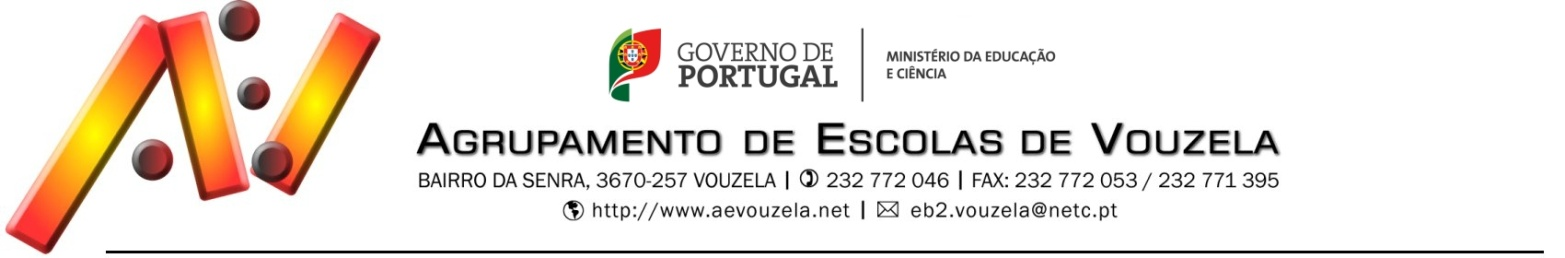 GOVERNO DE
PORTUGAL
MINISTÉRIO DA EDUCAÇÃO
E CIÊNCIA
AGRUPAMENTO DE ESCOLAS DE VOUZELA
BAIRRO DA SENRA, 3670-257 VOUZELA | 232 772 046 | FAX: 232 772 053 / 232 771 395
http://www.aevouzela.net | eb2.vouzela@netc.pt